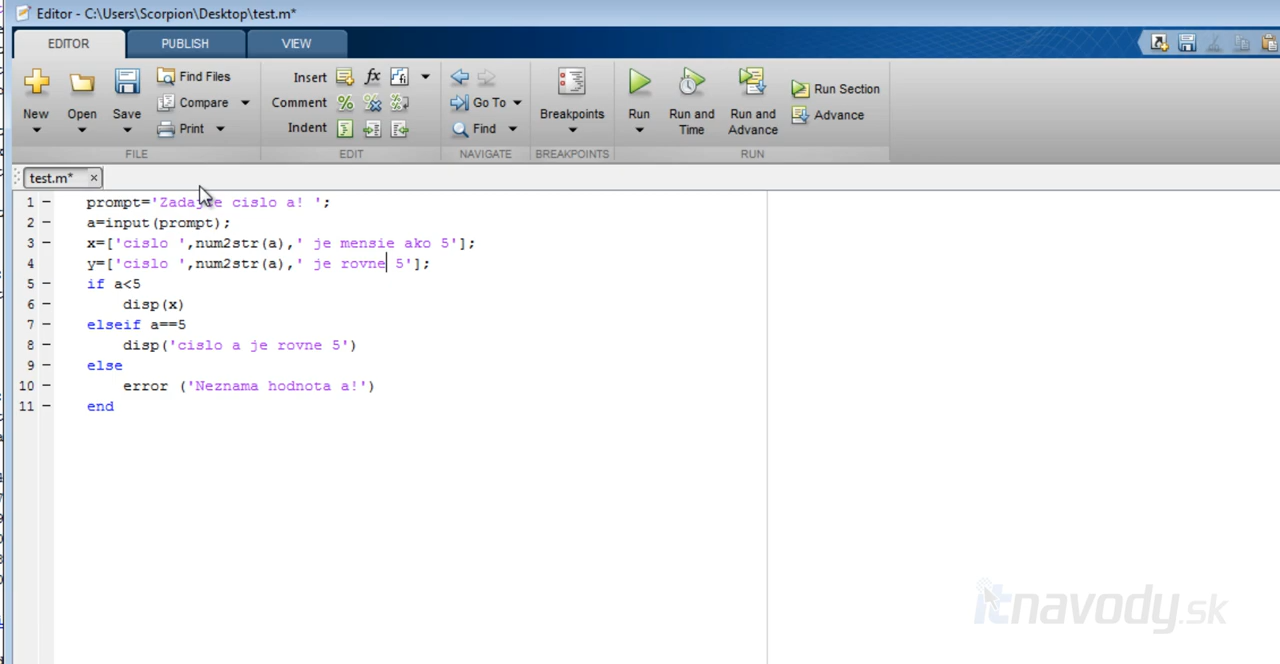 Editor - C:\Users\Scorpion\Desktop\test.m*
EDITOR PUBLISH VIEW
New Open Save Find Files Compare Print
FILE
Insert fx
Comment
Indent
EDIT
Go To
Find
NAVIGATE
Breakpoints
BREAKPOINTS
Run Run and Time Run and Advance Run Section Advance
RUN
test.m* ×
1 - prompt='Zadajte cislo a! ';
2 - a=input(prompt);
3 - x=['cislo ',num2str(a),' je mensie ako 5'];
4 y=['cislo ',num2str(a),' je rovne 5'];
5 - if a<5
6 - disp(x)
7 - elseif a==5
8 - disp('cislo a je rovne 5')
9 - else
10 - error ('Neznama hodnota a!')
11 - end
itnavody.sk